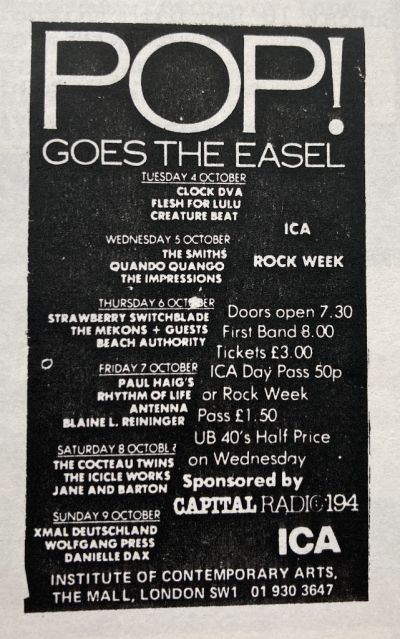 POP!
GOES THE EASEL
TUESDAY 4 OCTOBER
CLOCK DVA
FLESH FOR LULU
CREATURE BEAT
WEDNESDAY 5 OCTOBER
THE SMITHS
QUANDO QUANGO
THE IMPRESSIONS
THURSDAY 6 OCTOBER
STRAWBERRY SWITCHBLADE
THE MEKONS + GUESTS
BEACH AUTHORITY
FRIDAY 7 OCTOBER
PAUL HAIG'S
RHYTHM OF LIFE
ANTENNA
BLAINE L. REININGER
SATURDAY 8 OCTOBER
THE COCTEAU TWINS
THE ICICLE WORKS
JANE AND BARTON
SUNDAY 9 OCTOBER
XMAL DEUTSCHLAND
WOLFGANG PRESS
DANIELLE DAX
ICA
ROCK WEEK
Doors open 7.30
First Band 8.00
Tickets £3.00
ICA Day Pass 50p
or Rock Week
Pass £1.50
UB 40's Half Price
on Wednesday
Sponsored by
CAPITAL RADIO 194
ICA
INSTITUTE OF CONTEMPORARY ARTS,
THE MALL, LONDON SW1 01 930 3647